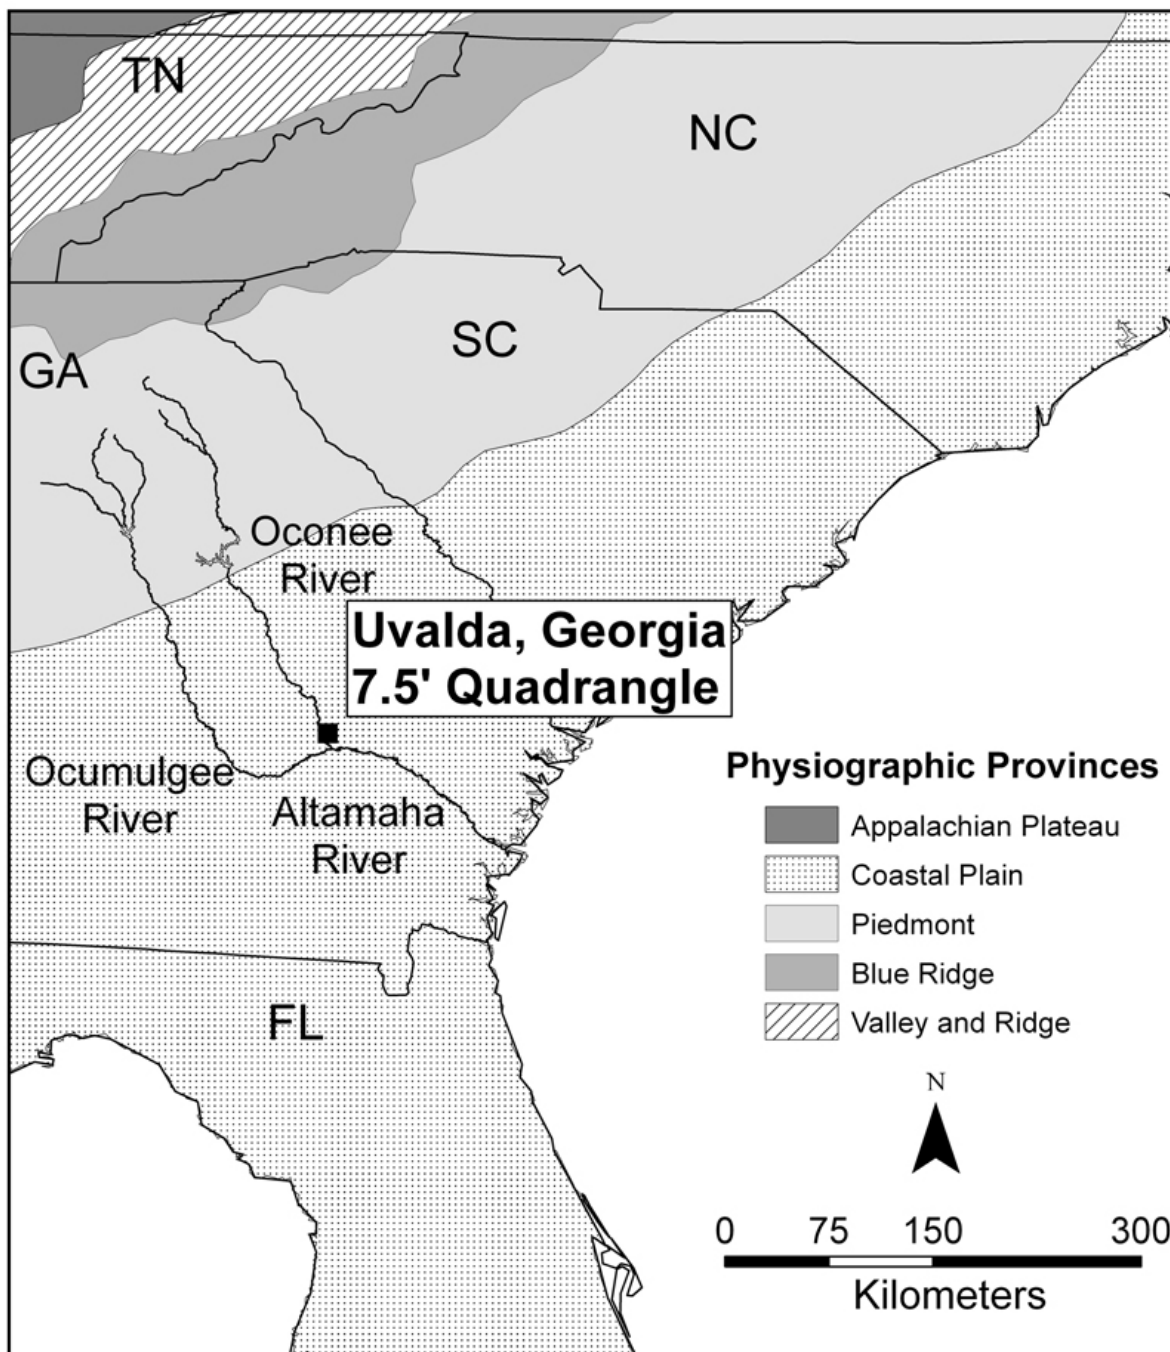 TN
NC
SC
GA
Oconee
River
Uvalda, Georgia
7.5' Quadrangle
Ocumulgee
River
Altamaha
River
FL
Physiographic Provinces
Appalachian Plateau
Coastal Plain
Piedmont
Blue Ridge
Valley and Ridge
N
0 75 150 300
Kilometers